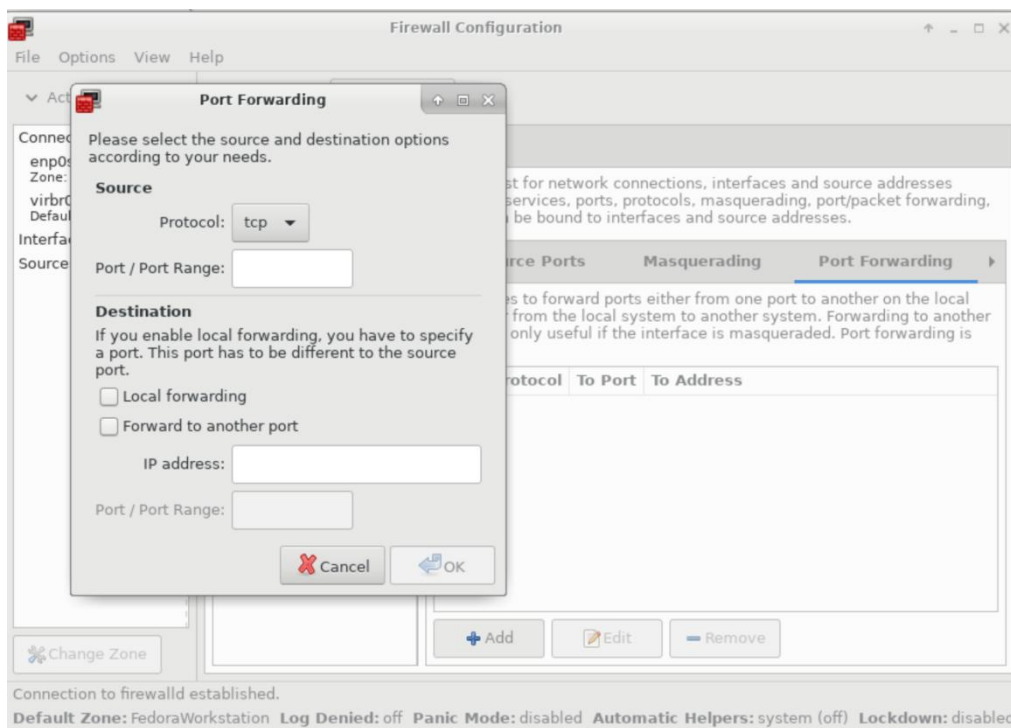 Firewall Configuration
File Options View Help
Act
Port Forwarding
Please select the source and destination options
according to your needs.
Source
Protocol: tcp
Port / Port Range:
Destination
If you enable local forwarding, you have to specify
a port. This port has to be different to the source
port.
Local forwarding
Forward to another port
IP address:
Port / Port Range:
Cancel OK
Connec
enp0s
Zone:
virbr0
Defaul
Interfa
Source
st for network connections, interfaces and source addresses
services, ports, protocols, masquerading, port/packet forwarding,
be bound to interfaces and source addresses.
rce Ports Masquerading Port Forwarding
es to forward ports either from one port to another on the local
from the local system to another system. Forwarding to another
only useful if the interface is masqueraded. Port forwarding is
rotocol To Port To Address
Add Edit Remove
Change Zone
Connection to firewalld established.
Default Zone: FedoraWorkstation Log Denied: off Panic Mode: disabled Automatic Helpers: system (off) Lockdown: disabled